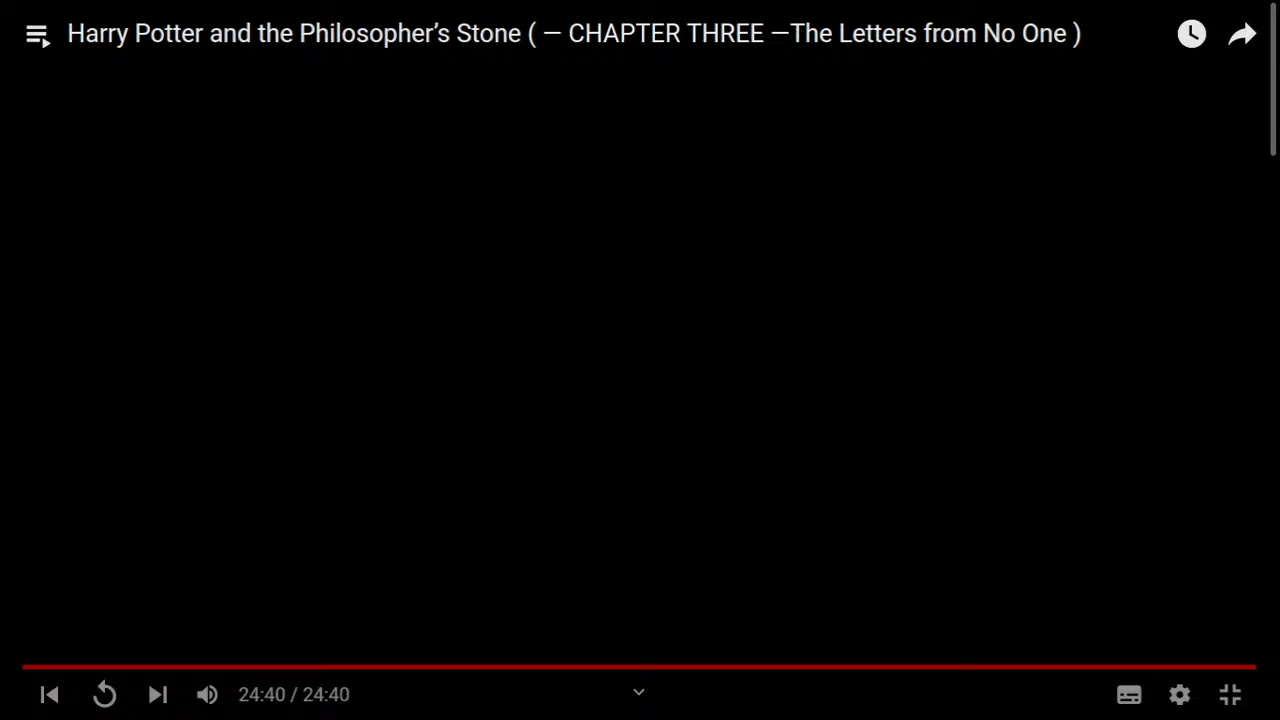 Harry Potter and the Philosopher’s Stone ( — CHAPTER THREE —The Letters from No One )
24:40 / 24:40